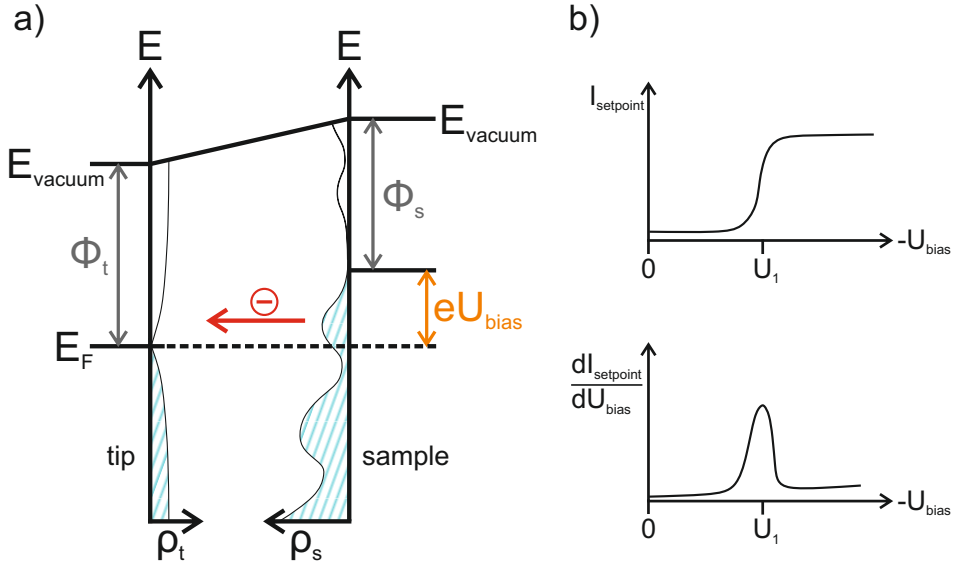 a)
E
E
E_vacuum
E_vacuum
Φ_t
Φ_s
−
eU_bias
E_F
tip
sample
ρ_t
ρ_s
b)
I_setpoint
0
U_1
-U_bias
dI_setpoint
dU_bias
0
U_1
-U_bias